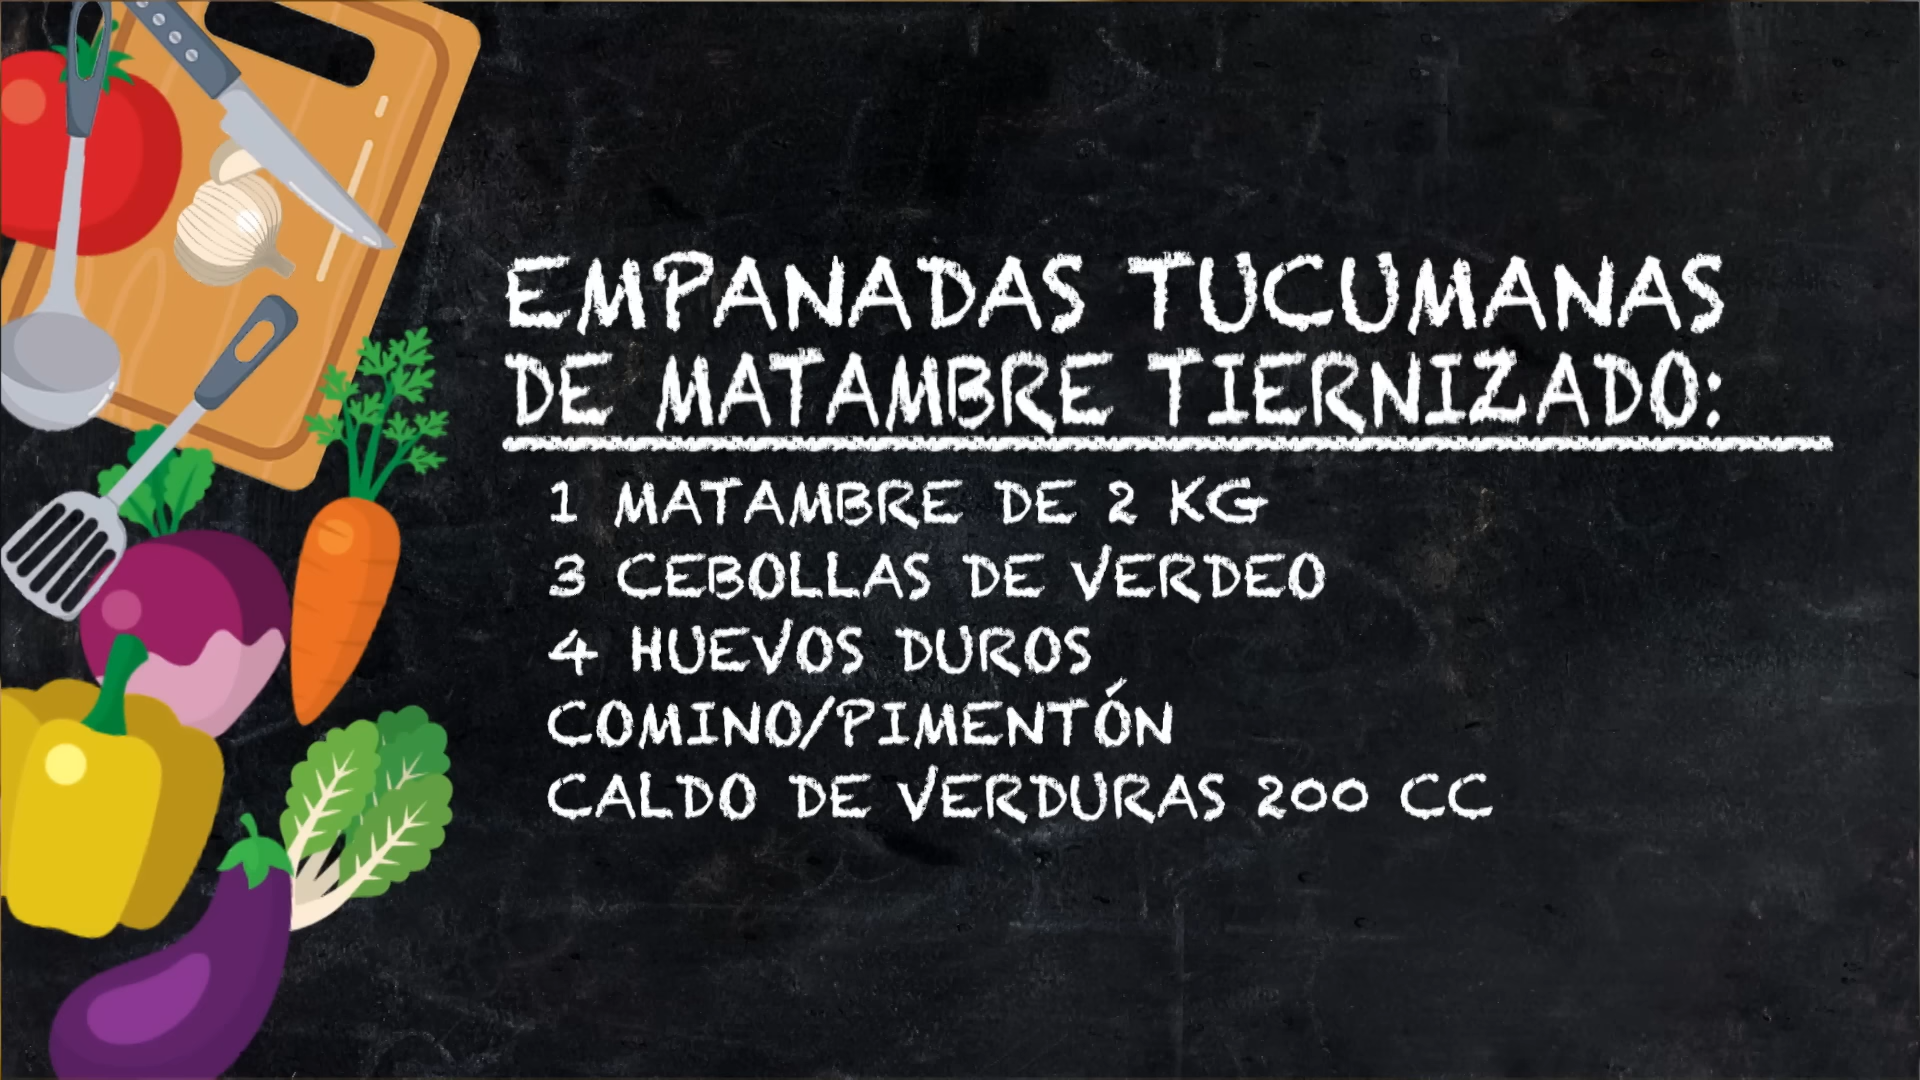 EMPANADAS TUCUMANAS
DE MATAMBRE TIERNIZADO:
1 MATAMBRE DE 2 KG
3 CEBOLLAS DE VERDEO
4 HUEVOS DUROS
COMINO/PIMENTÓN
CALDO DE VERDURAS 200 CC